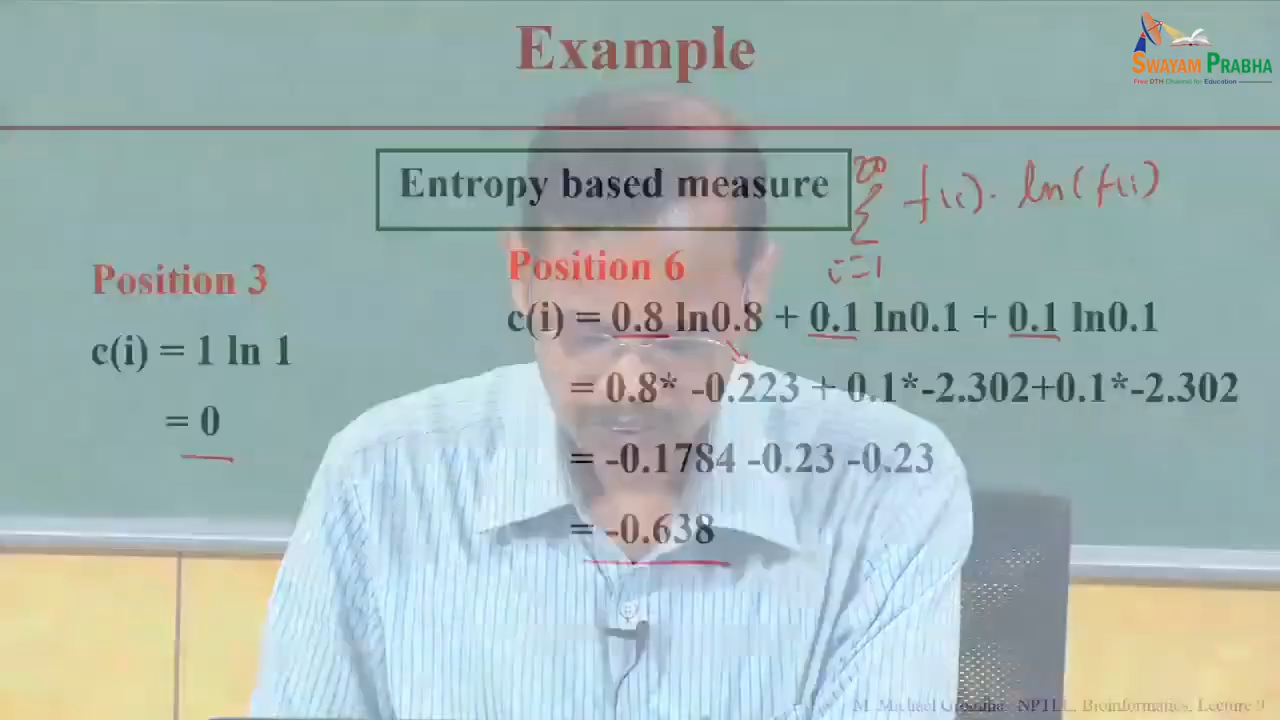 Example
SWAYAM PRABHA
Free DTH Channel for Education
Entropy based measure
20
Σ f(i). ln(f(i)
i=1
Position 3
c(i) = 1 ln 1
= 0
Position 6
c(i) = 0.8 ln0.8 + 0.1 ln0.1 + 0.1 ln0.1
= 0.8* -0.223 + 0.1*-2.302+0.1*-2.302
= -0.1784 -0.23 -0.23
= -0.638
M. Michael Gromiha, NPTEL, Bioinformatics, Lecture 9